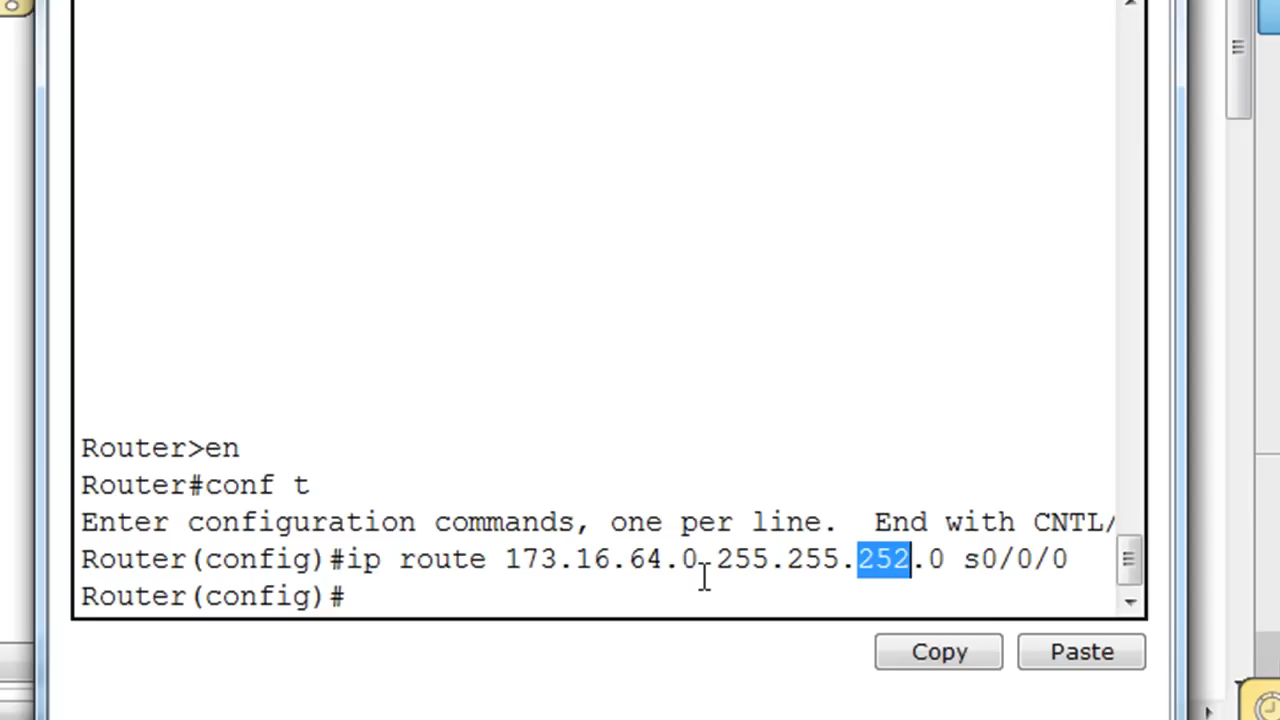 Router>en
Router#conf t
Enter configuration commands, one per line.  End with CNTL/
Router(config)#ip route 173.16.64.0 255.255.252.0 s0/0/0
Router(config)#
Copy Paste